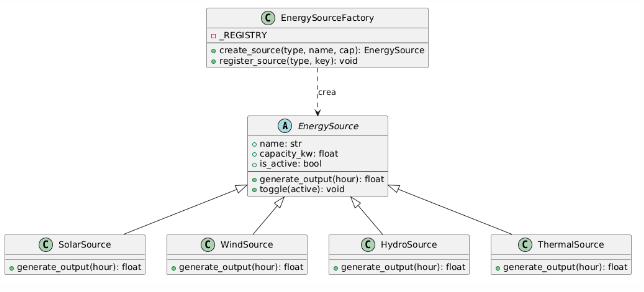 C EnergySourceFactory
_REGISTRY
create_source(type, name, cap): EnergySource
register_source(type, key): void
crea
A EnergySource
name: str
capacity_kw: float
is_active: bool
generate_output(hour): float
toggle(active): void
C SolarSource
generate_output(hour): float
C WindSource
generate_output(hour): float
C HydroSource
generate_output(hour): float
C ThermalSource
generate_output(hour): float